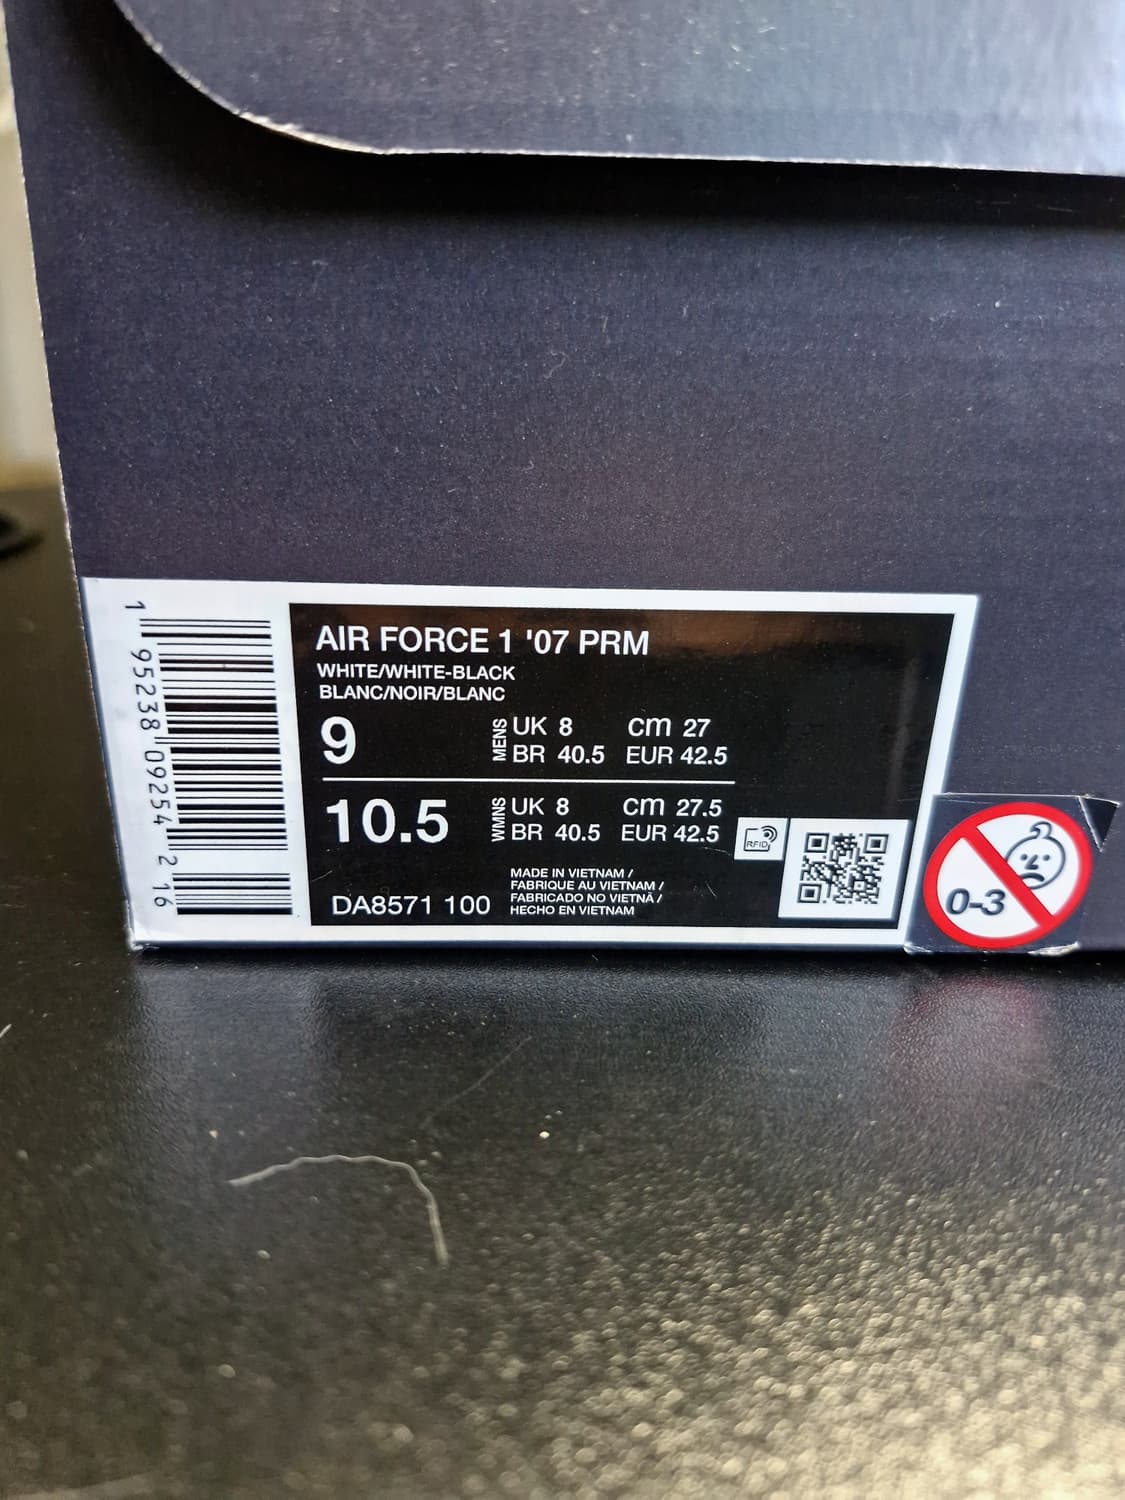 1 95238 09254 2 16
AIR FORCE 1 '07 PRM
WHITE/WHITE-BLACK
BLANC/NOIR/BLANC
9
MENS
UK 8 cm 27
BR 40.5 EUR 42.5
10.5
WMNS
UK 8 cm 27.5
BR 40.5 EUR 42.5
RFID
DA8571 100
MADE IN VIETNAM /
FABRIQUE AU VIETNAM /
FABRICADO NO VIETNÃ /
HECHO EN VIETNAM
0-3